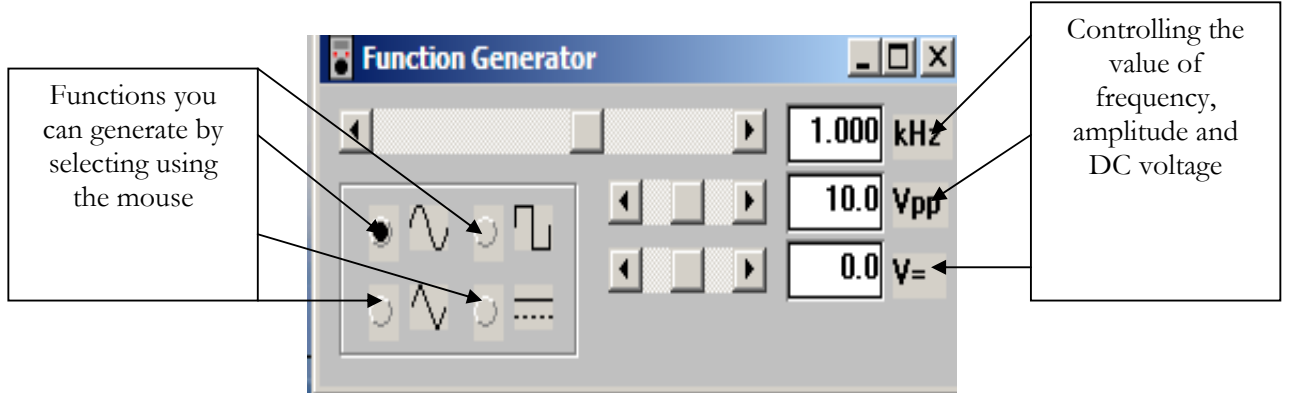 Functions you
can generate by
selecting using
the mouse
Function Generator
1.000 kHz
10.0 Vpp
0.0 V=
Controlling the
value of
frequency,
amplitude and
DC voltage